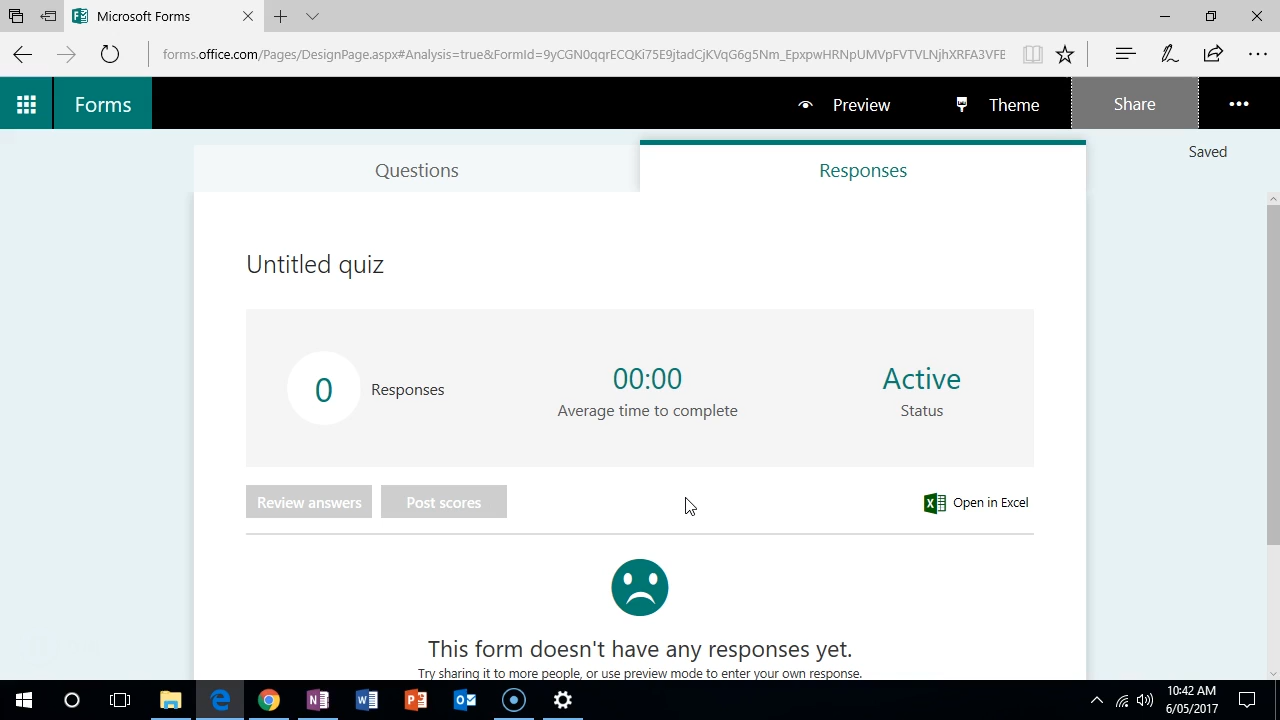 Microsoft Forms
forms.office.com/Pages/DesignPage.aspx#Analysis=true&FormId=9yCGN0qqrECQKi75E9jtadCjKVqG6g5Nm_EpxpwHRNpUMVpFVTVLNjhXRFA3VFE
Forms
Preview
Theme
Share
Saved
Questions
Responses
Untitled quiz
0
Responses
00:00
Average time to complete
Active
Status
Review answers
Post scores
Open in Excel
This form doesn't have any responses yet.
Try sharing it to more people, or use preview mode to enter your own response.
10:42 AM
6/05/2017